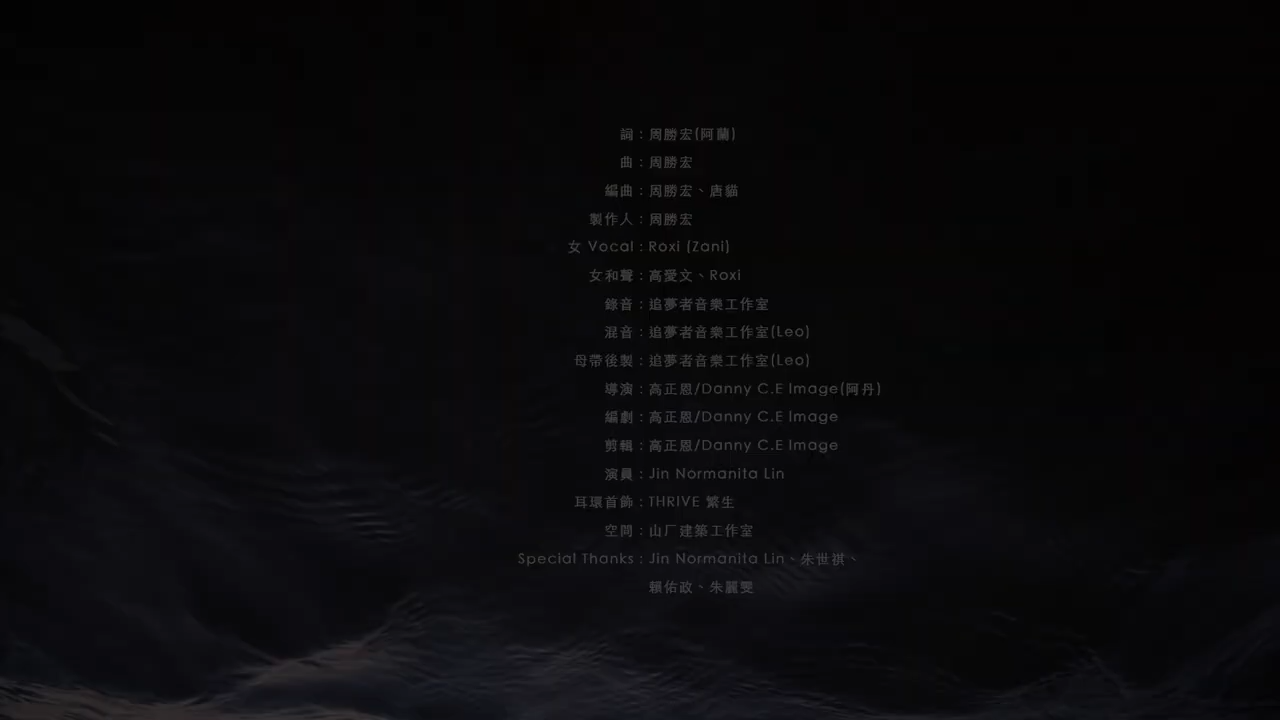 詞：周勝宏(阿蘭)
曲：周勝宏
編曲：周勝宏、唐貓
製作人：周勝宏
女 Vocal：Roxi (Zani)
女和聲：高愛文、Roxi
錄音：追夢者音樂工作室
混音：追夢者音樂工作室(Leo)
母帶後製：追夢者音樂工作室(Leo)
導演：高正恩/Danny C.E Image(阿丹)
編劇：高正恩/Danny C.E Image
剪輯：高正恩/Danny C.E Image
演員：Jin Normanita Lin
耳環首飾：THRIVE 繁生
空間：山厂建築工作室
Special Thanks：Jin Normanita Lin、朱世祺、
賴佑政、朱麗雯